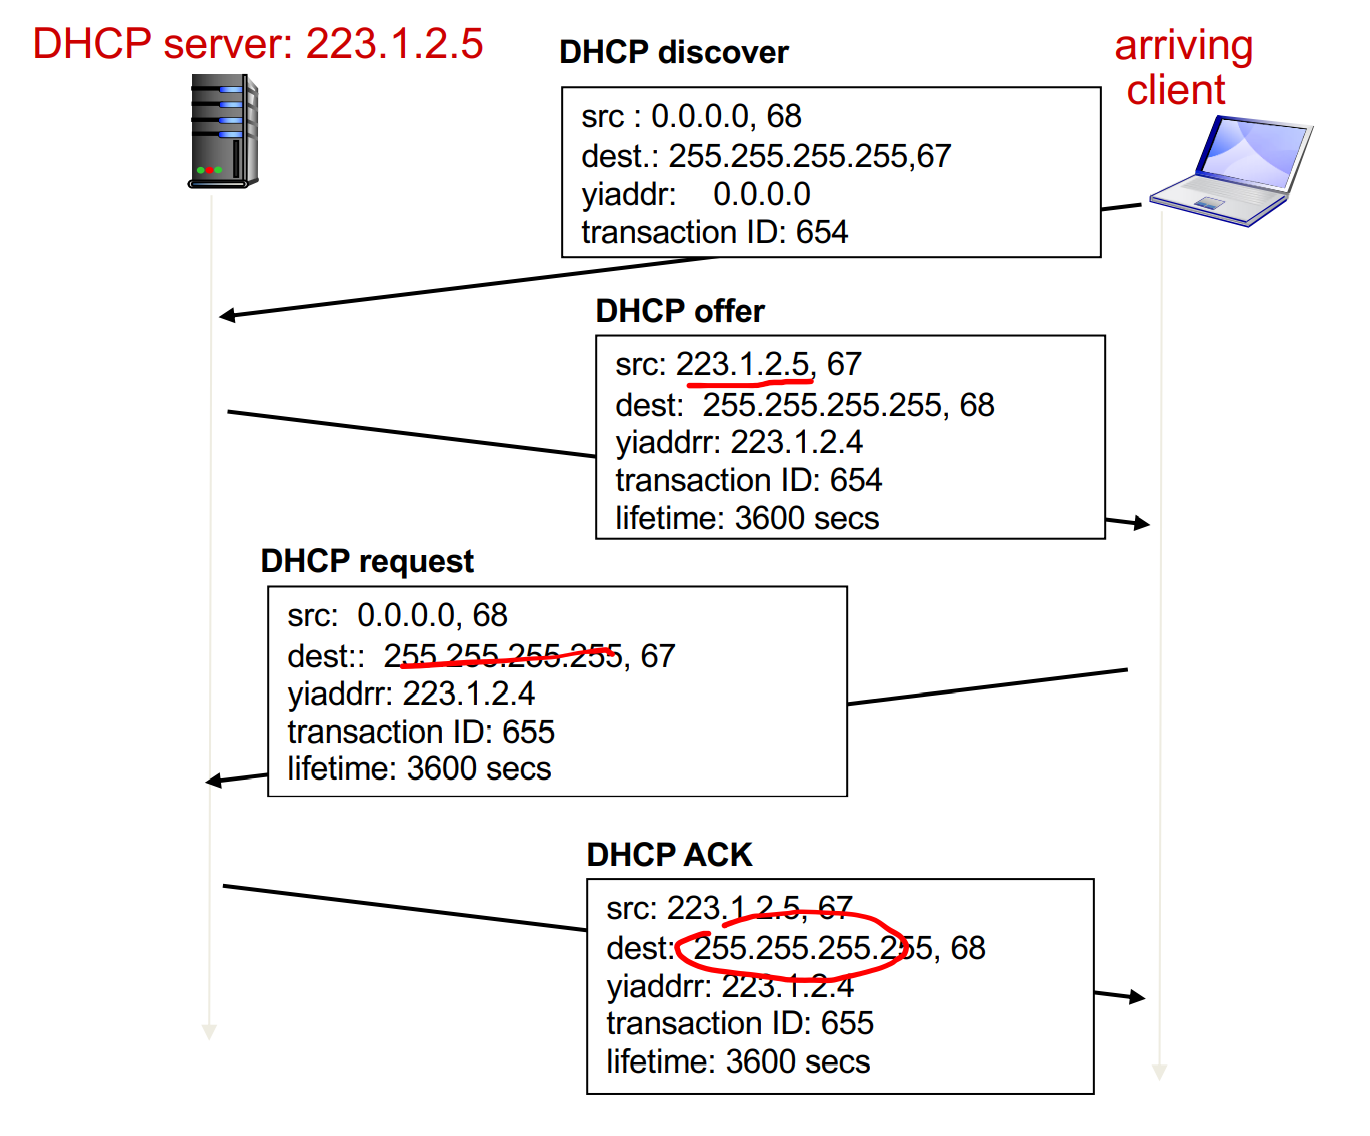 DHCP server: 223.1.2.5
DHCP discover
arriving
client
src : 0.0.0.0, 68
dest.: 255.255.255.255,67
yiaddr: 0.0.0.0
transaction ID: 654
DHCP offer
src: 223.1.2.5, 67
dest: 255.255.255.255, 68
yiaddrr: 223.1.2.4
transaction ID: 654
lifetime: 3600 secs
DHCP request
src: 0.0.0.0, 68
dest:: 255.255.255.255, 67
yiaddrr: 223.1.2.4
transaction ID: 655
lifetime: 3600 secs
DHCP ACK
src: 223.1.2.5, 67
dest: 255.255.255.255, 68
yiaddrr: 223.1.2.4
transaction ID: 655
lifetime: 3600 secs